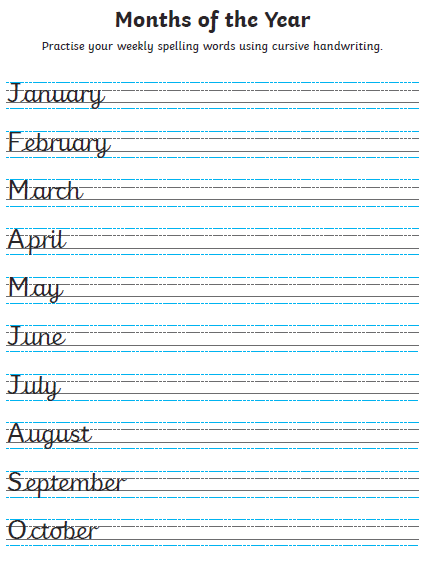 Months of the Year
Practise your weekly spelling words using cursive handwriting.
January
February
March
April
May
June
July
August
September
October